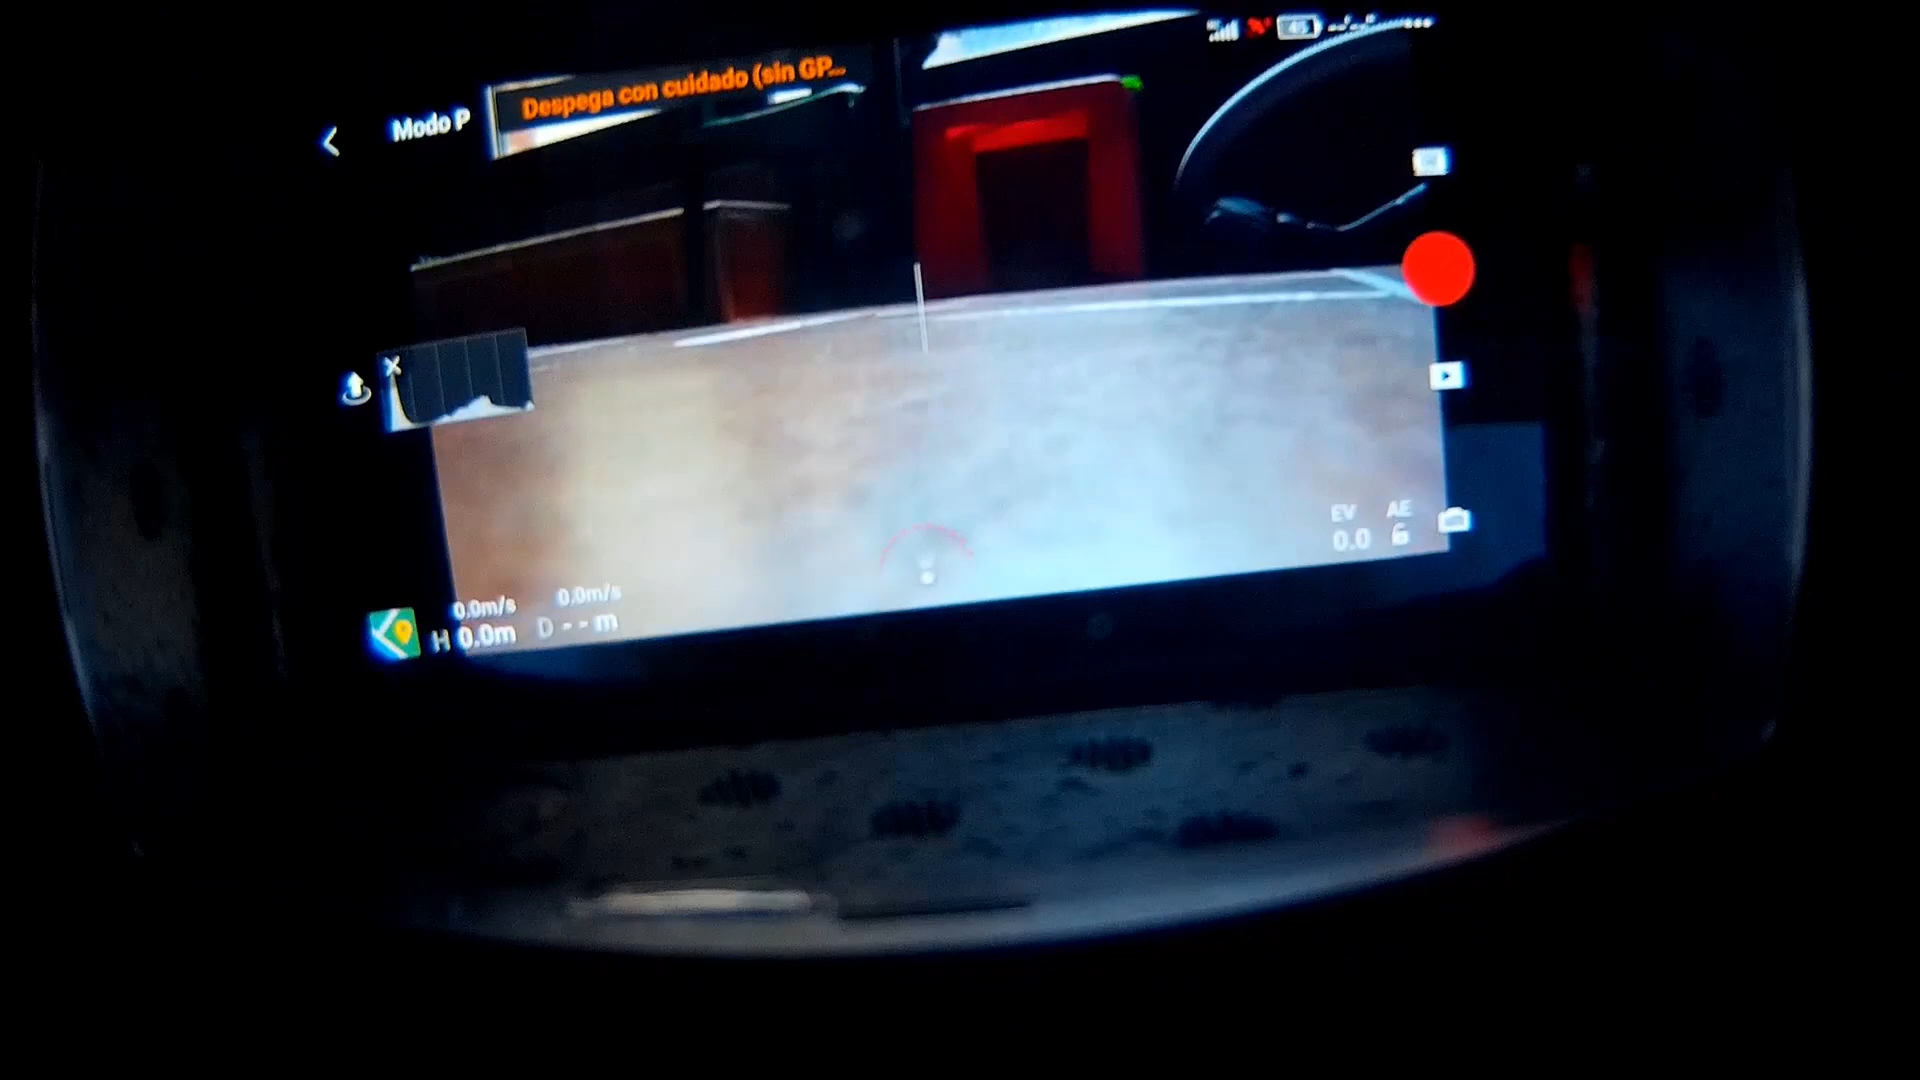 Despega con cuidado (sin GP...
Modo P
EV AE
0.0
0.0m/s 0.0m/s
H 0.0m D - - m